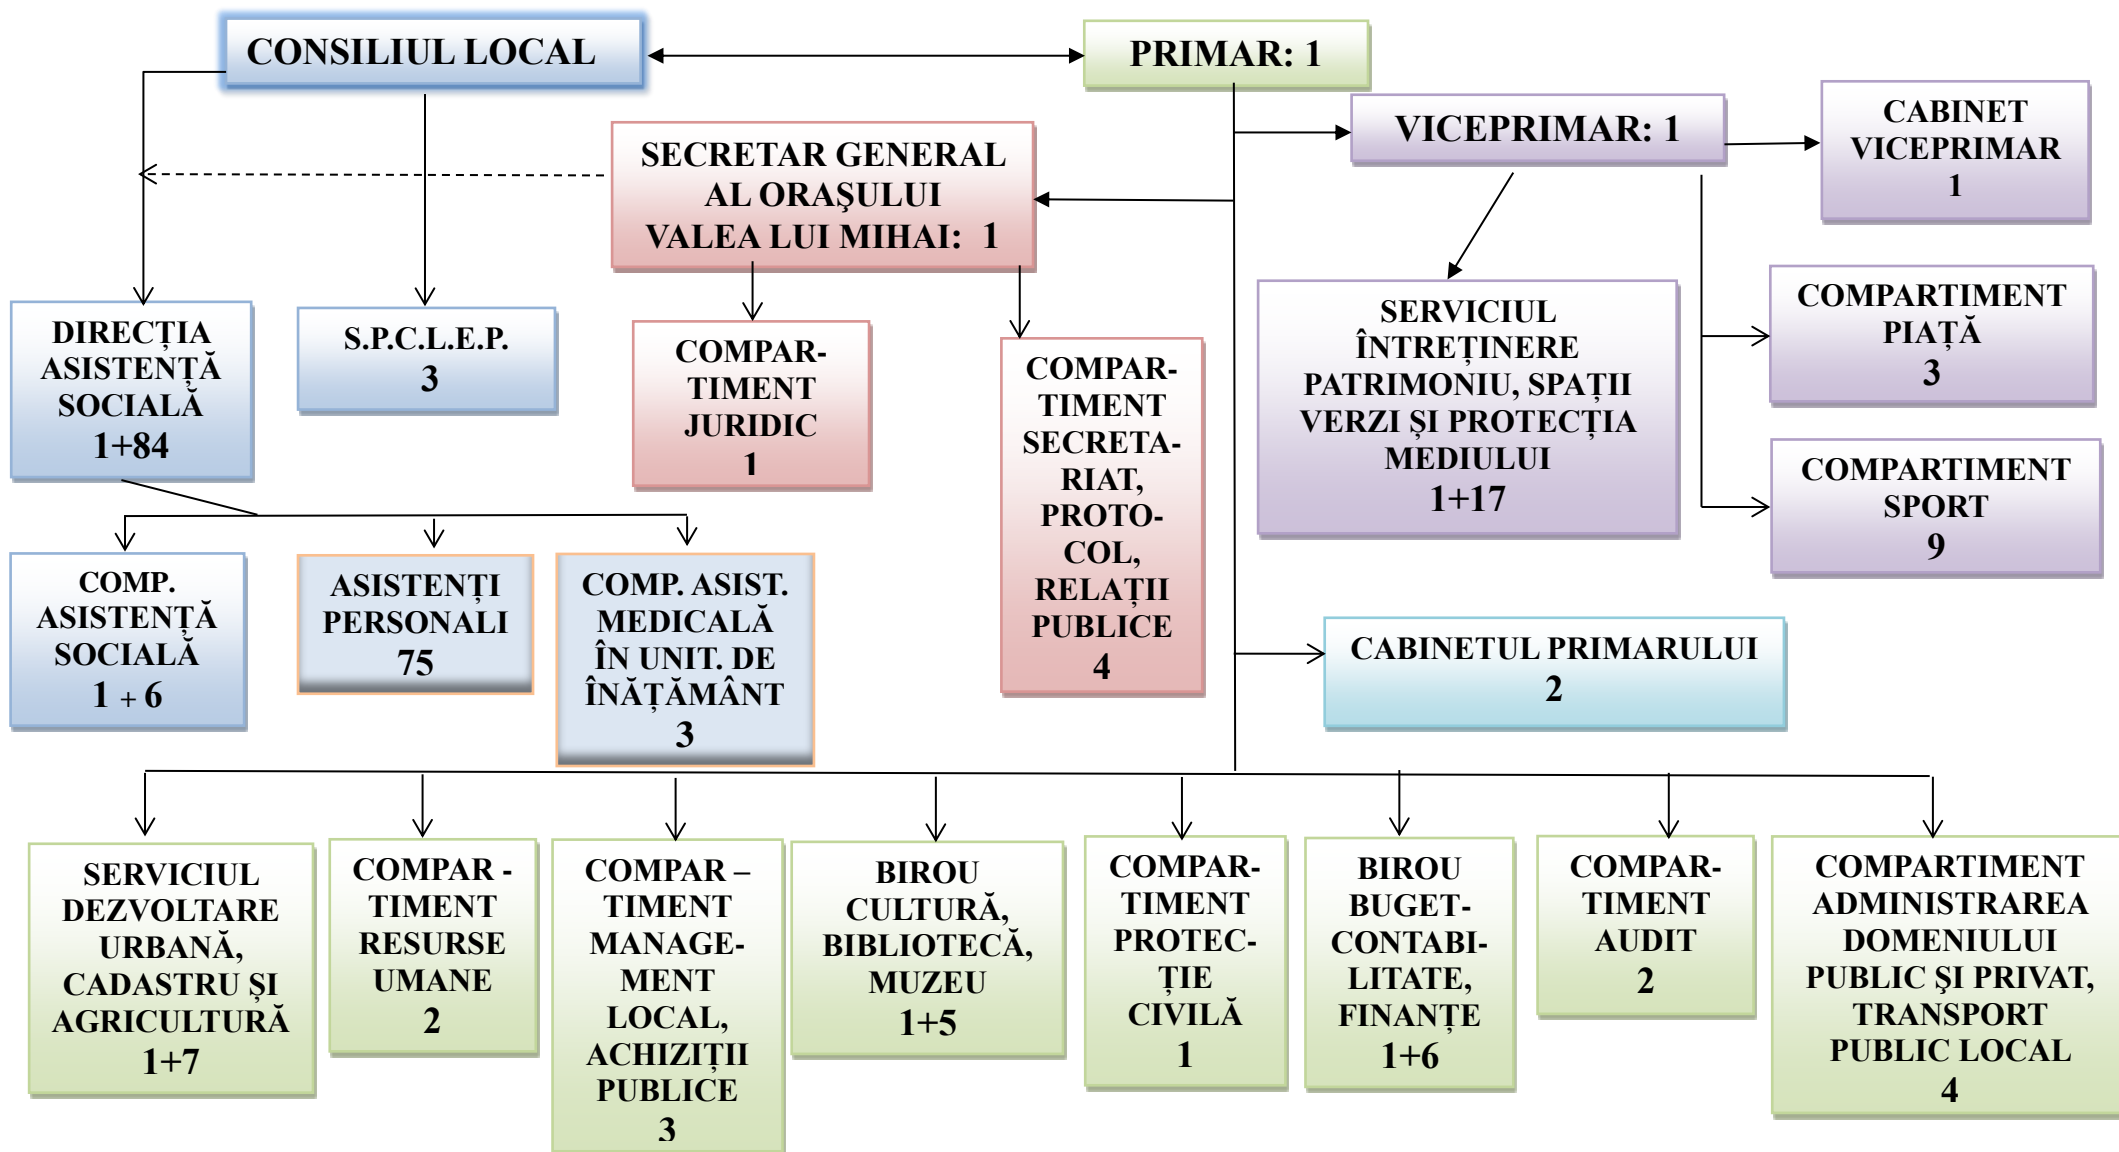 CONSILIUL LOCAL
PRIMAR: 1
VICEPRIMAR: 1
CABINET
VICEPRIMAR
1
SECRETAR GENERAL
AL ORAŞULUI
VALEA LUI MIHAI: 1
DIRECȚIA
ASISTENȚĂ
SOCIALĂ
1+84
S.P.C.L.E.P.
3
COMPAR-
TIMENT
JURIDIC
1
COMPAR-
TIMENT
SECRETA-
RIAT,
PROTO-
COL,
RELAȚII
PUBLICE
4
SERVICIUL
ÎNTREȚINERE
PATRIMONIU, SPAȚII
VERZI ȘI PROTECȚIA
MEDIULUI
1+17
COMPARTIMENT
PIAȚĂ
3
COMPARTIMENT
SPORT
9
COMP.
ASISTENȚĂ
SOCIALĂ
1 + 6
ASISTENȚI
PERSONALI
75
COMP. ASIST.
MEDICALĂ
ÎN UNIT. DE
ÎNĂȚĂMÂNT
3
CABINETUL PRIMARULUI
2
SERVICIUL
DEZVOLTARE
URBANĂ,
CADASTRU ȘI
AGRICULTURĂ
1+7
COMPAR -
TIMENT
RESURSE
UMANE
2
COMPAR –
TIMENT
MANAGE-
MENT
LOCAL,
ACHIZIȚII
PUBLICE
3
BIROU
CULTURĂ,
BIBLIOTECĂ,
MUZEU
1+5
COMPAR-
TIMENT
PROTEC-
ȚIE
CIVILĂ
1
BIROU
BUGET-
CONTABI-
LITATE,
FINANȚE
1+6
COMPAR-
TIMENT
AUDIT
2
COMPARTIMENT
ADMINISTRAREA
DOMENIULUI
PUBLIC ŞI PRIVAT,
TRANSPORT
PUBLIC LOCAL
4